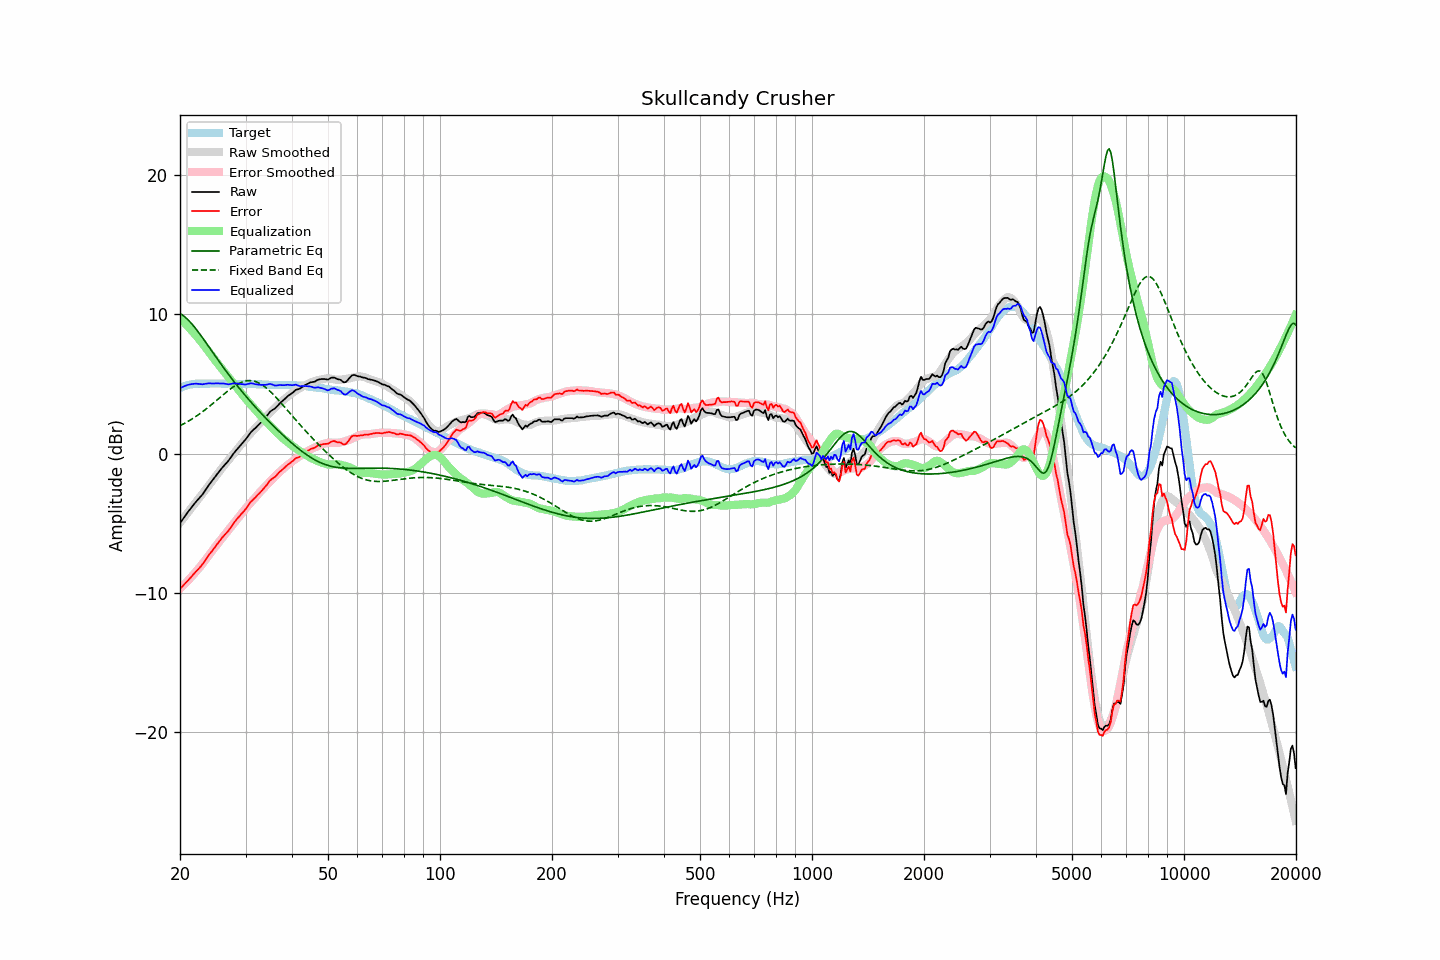 Skullcandy Crusher
Target
Raw Smoothed
Error Smoothed
Raw
Error
Equalization
Parametric Eq
Fixed Band Eq
Equalized
20
10
0
−10
−20
Amplitude (dBr)
20 50 100 200 500 1000 2000 5000 10000 20000
Frequency (Hz)